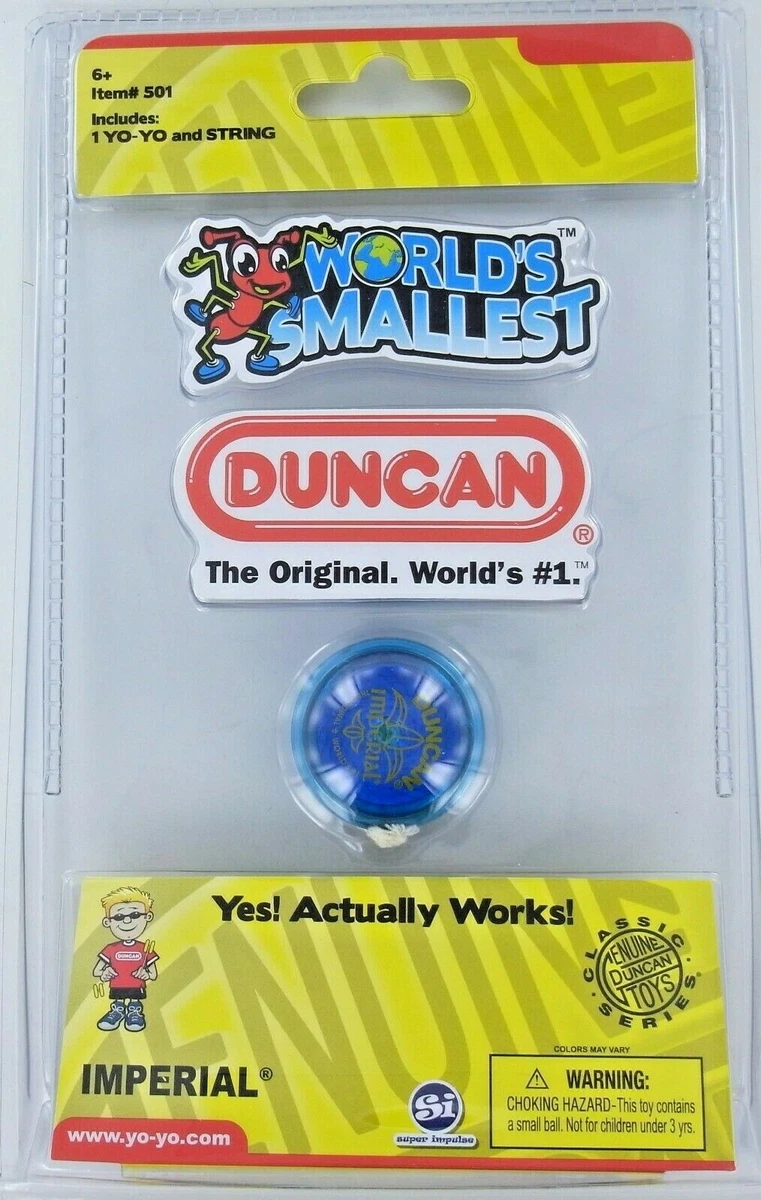 6+
Item# 501
Includes:
1 YO-YO and STRING
WORLD'S™
SMALLEST
DUNCAN®
The Original. World's #1.™
DUNCAN®
IMPERIAL
Yes! Actually Works!
DUNCAN
CLASSIC
GENUINE
DUNCAN
TOYS
SERIES®
IMPERIAL®
COLORS MAY VARY
⚠ WARNING:
CHOKING HAZARD-This toy contains
a small ball. Not for children under 3 yrs.
Si
super impulse
www.yo-yo.com